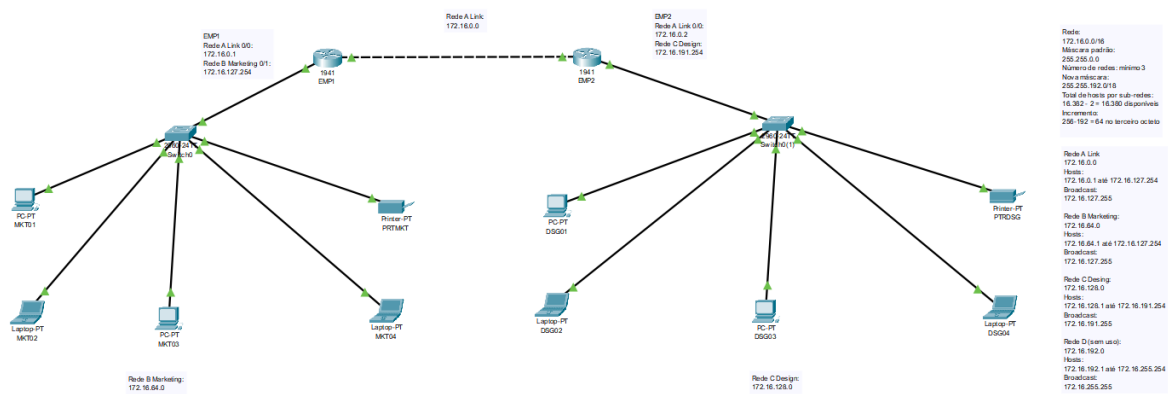 Rede A Link:
172.16.0.0
EMP1
Rede A Link 0/0:
172.16.0.1
Rede B Marketing 0/1:
172.16.127.254
EMP2
Rede A Link 0/0:
172.16.0.2
Rede C Design:
172.16.191.254
1941
EMP1
1941
EMP2
2960-24TT
Switch0
2960-24TT
Switch0(1)
PC-PT
MKT01
Printer-PT
PRTMKT
Laptop-PT
MKT02
PC-PT
MKT03
Laptop-PT
MKT04
PC-PT
DSG01
Printer-PT
PTRDSG
Laptop-PT
DSG02
PC-PT
DSG03
Laptop-PT
DSG04
Rede B Marketing:
172.16.64.0
Rede C Design:
172.16.128.0
Rede:
172.16.0.0/16
Máscara padrão:
255.255.0.0
Número de redes: mínimo 3
Nova máscara:
255.255.192.0/18
Total de hosts por sub-redes:
16.382 - 2 = 16.380 disponíveis
Incremento:
256-192 = 64 no terceiro octeto
Rede A Link
172.16.0.0
Hosts:
172.16.0.1 até 172.16.127.254
Broadcast:
172.16.127.255
Rede B Marketing:
172.16.64.0
Hosts:
172.16.64.1 até 172.16.127.254
Broadcast:
172.16.127.255
Rede C Desing:
172.16.128.0
Hosts:
172.16.128.1 até 172.16.191.254
Broadcast:
172.16.191.255
Rede D (sem uso):
172.16.192.0
Hosts:
172.16.192.1 até 172.16.255.254
Broadcast:
172.16.255.255